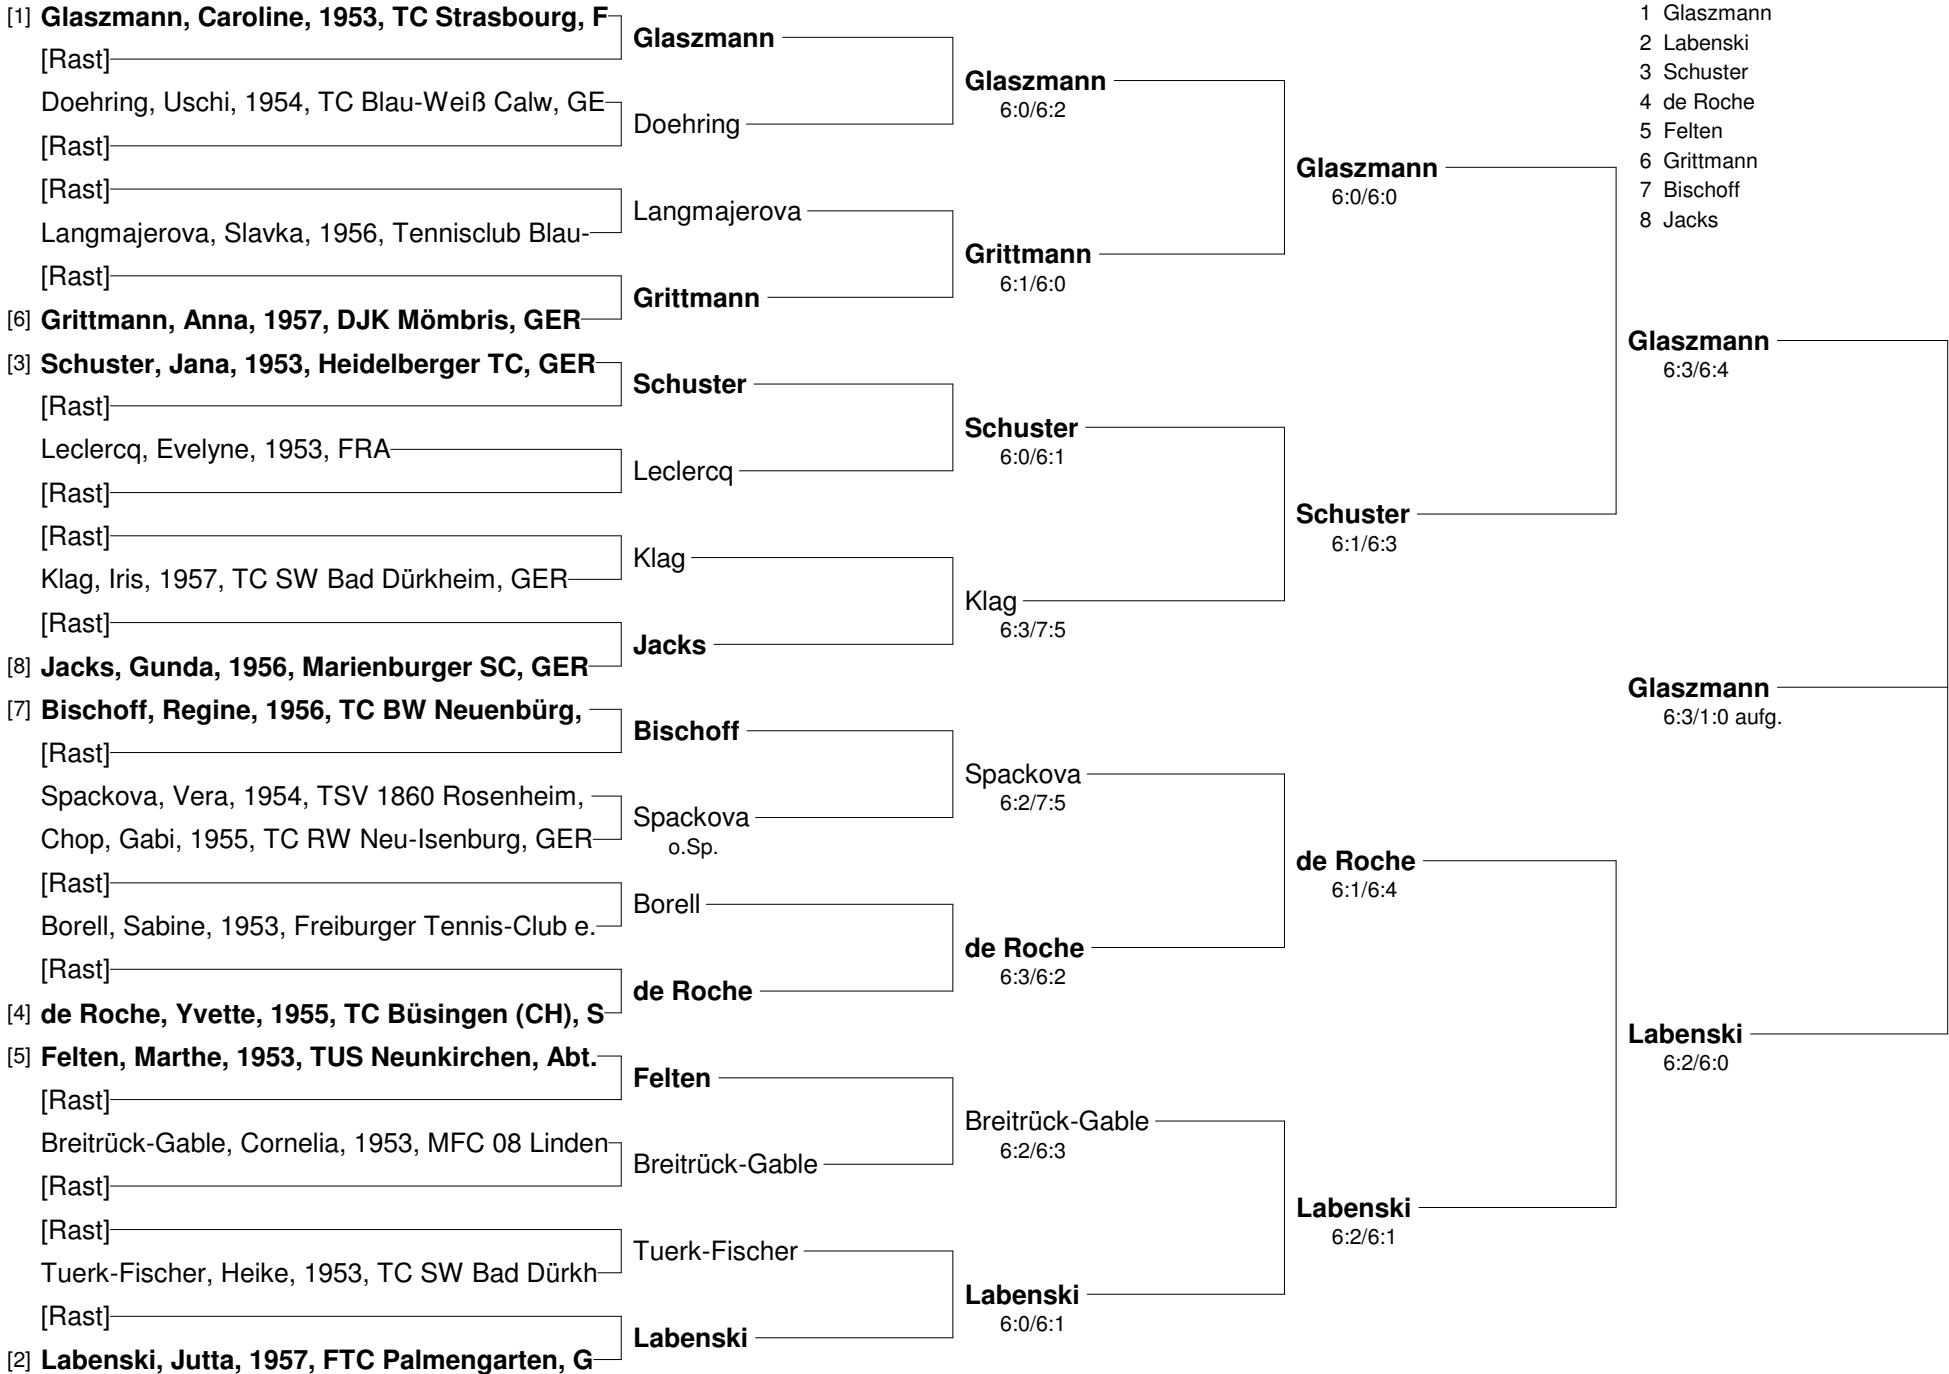 [1] Glaszmann, Caroline, 1953, TC Strasbourg, F
[Rast]
Doehring, Uschi, 1954, TC Blau-Weiß Calw, GE
[Rast]
[Rast]
Langmajerova, Slavka, 1956, Tennisclub Blau-
[Rast]
[6] Grittmann, Anna, 1957, DJK Mömbris, GER
[3] Schuster, Jana, 1953, Heidelberger TC, GER
[Rast]
Leclercq, Evelyne, 1953, FRA
[Rast]
[Rast]
Klag, Iris, 1957, TC SW Bad Dürkheim, GER
[Rast]
[8] Jacks, Gunda, 1956, Marienburger SC, GER
[7] Bischoff, Regine, 1956, TC BW Neuenbürg,
[Rast]
Spackova, Vera, 1954, TSV 1860 Rosenheim,
Chop, Gabi, 1955, TC RW Neu-Isenburg, GER
[Rast]
Borell, Sabine, 1953, Freiburger Tennis-Club e.
[Rast]
[4] de Roche, Yvette, 1955, TC Büsingen (CH), S
[5] Felten, Marthe, 1953, TUS Neunkirchen, Abt.
[Rast]
Breitrück-Gable, Cornelia, 1953, MFC 08 Linden
[Rast]
[Rast]
Tuerk-Fischer, Heike, 1953, TC SW Bad Dürkh
[Rast]
[2] Labenski, Jutta, 1957, FTC Palmengarten, G
Glaszmann
Doehring
Langmajerova
Grittmann
Schuster
Leclercq
Klag
Jacks
Bischoff
Spackova
o.Sp.
Borell
de Roche
Felten
Breitrück-Gable
Tuerk-Fischer
Labenski
Glaszmann
6:0/6:2
Grittmann
6:1/6:0
Schuster
6:0/6:1
Klag
6:3/7:5
Spackova
6:2/7:5
de Roche
6:3/6:2
Breitrück-Gable
6:2/6:3
Labenski
6:0/6:1
Glaszmann
6:0/6:0
Schuster
6:1/6:3
de Roche
6:1/6:4
Labenski
6:2/6:1
1 Glaszmann
2 Labenski
3 Schuster
4 de Roche
5 Felten
6 Grittmann
7 Bischoff
8 Jacks
Glaszmann
6:3/6:4
Glaszmann
6:3/1:0 aufg.
Labenski
6:2/6:0